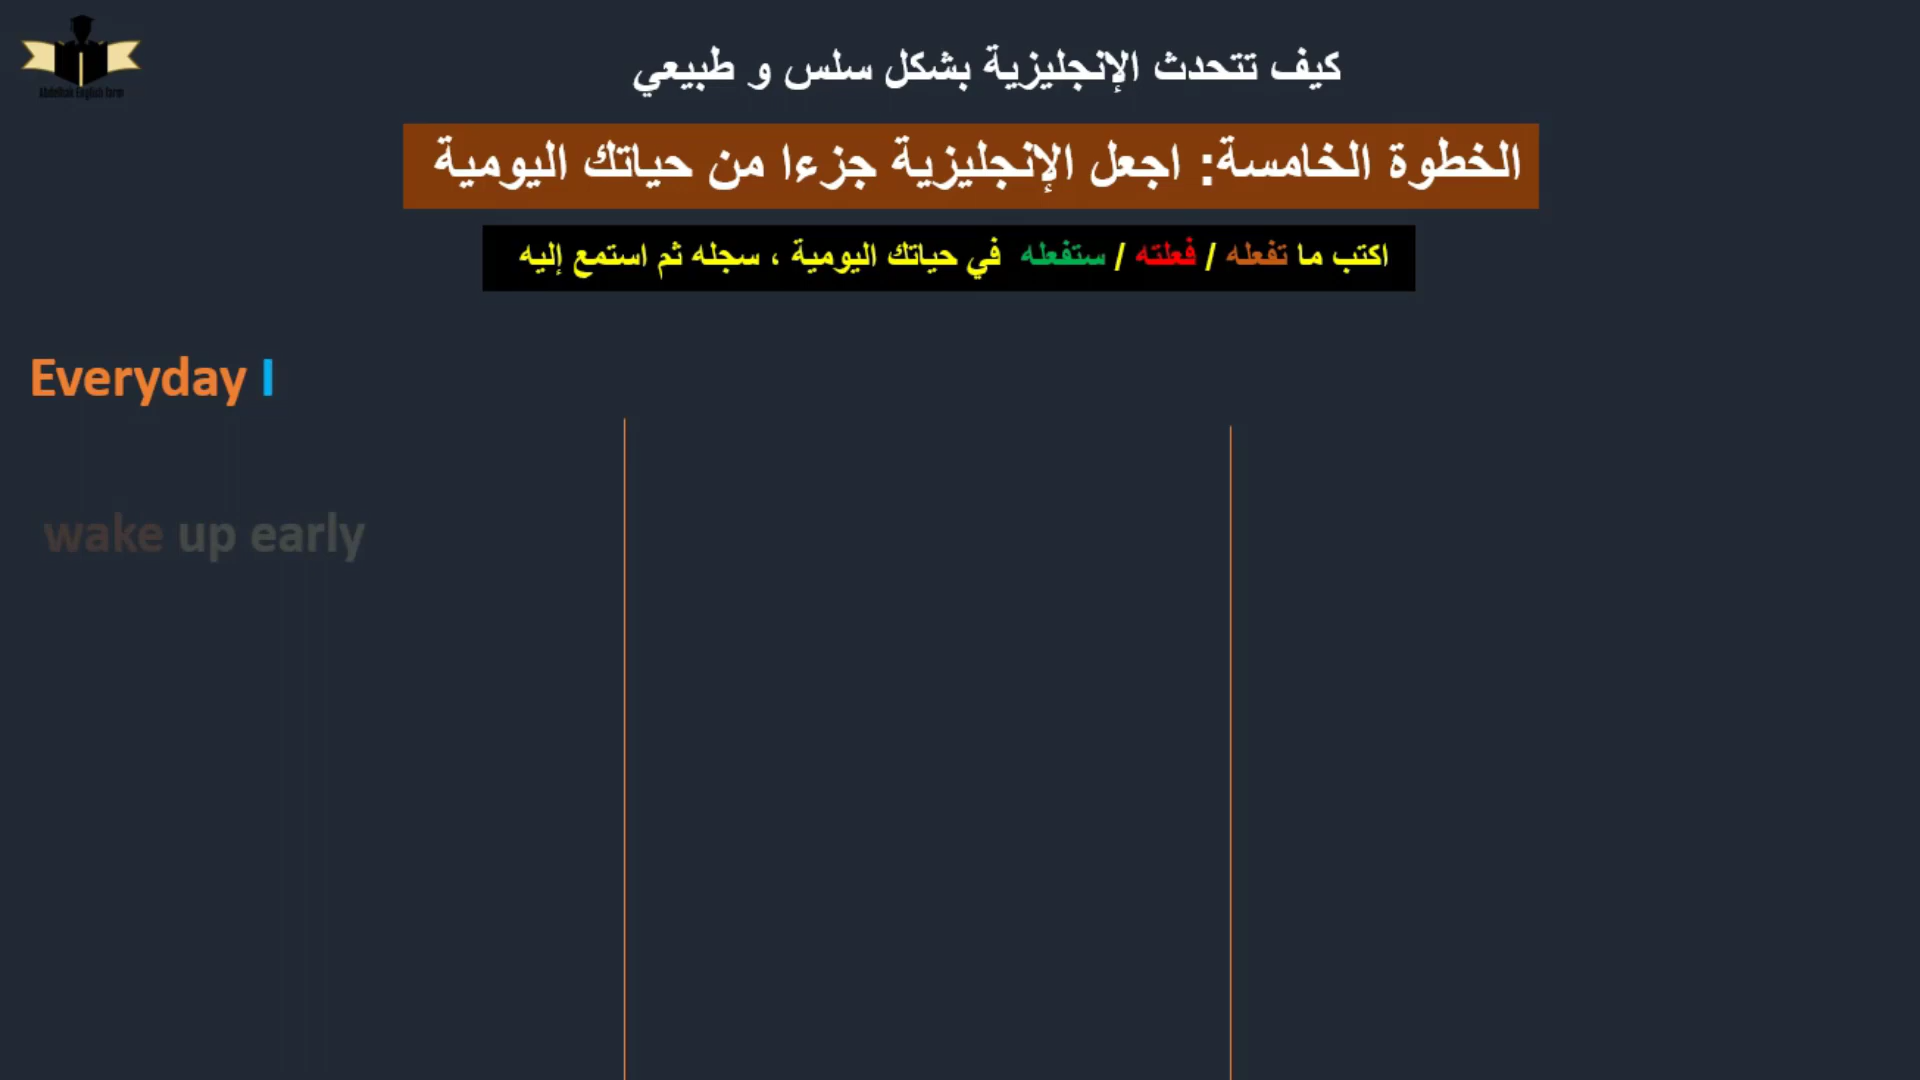 كيف تتحدث الإنجليزية بشكل سلس و طبيعي
الخطوة الخامسة: اجعل الإنجليزية جزءا من حياتك اليومية
اكتب ما تفعله / فعلته / ستفعله في حياتك اليومية ، سجله ثم استمع إليه
Everyday I
wake up early